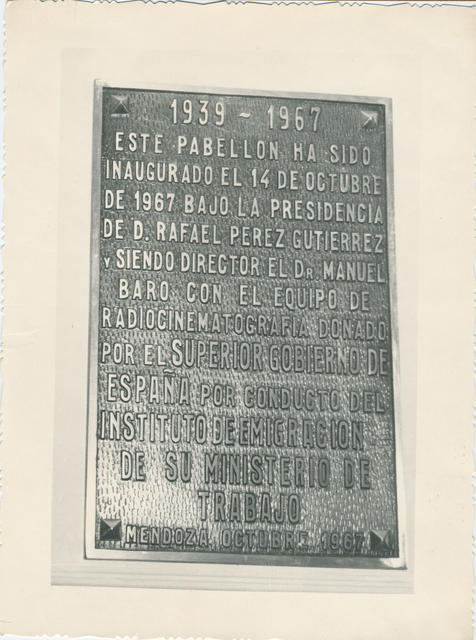 1939 - 1967
ESTE PABELLON HA SIDO
INAUGURADO EL 14 DE OCTUBRE
DE 1967 BAJO LA PRESIDENCIA
DE D. RAFAEL PEREZ GUTIERREZ
Y SIENDO DIRECTOR EL DR. MANUEL
BARO CON EL EQUIPO DE
RADIOCINEMATOGRAFIA DONADO
POR EL SUPERIOR GOBIERNO DE
ESPAÑA POR CONDUCTO DEL
INSTITUTO DE EMIGRACION
DE SU MINISTERIO DE
TRABAJO
MENDOZA OCTUBRE 1967